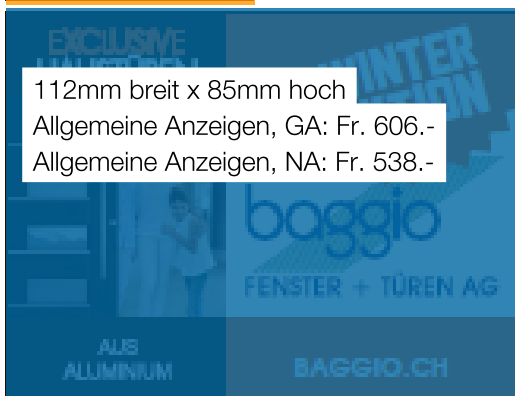 EXCLUSIVE
HAUSTÜREN
WINTER
112mm breit x 85mm hoch
Allgemeine Anzeigen, GA: Fr. 606.-
Allgemeine Anzeigen, NA: Fr. 538.-
baggio
FENSTER + TÜREN AG
AUS
ALUMINIUM
BAGGIO.CH